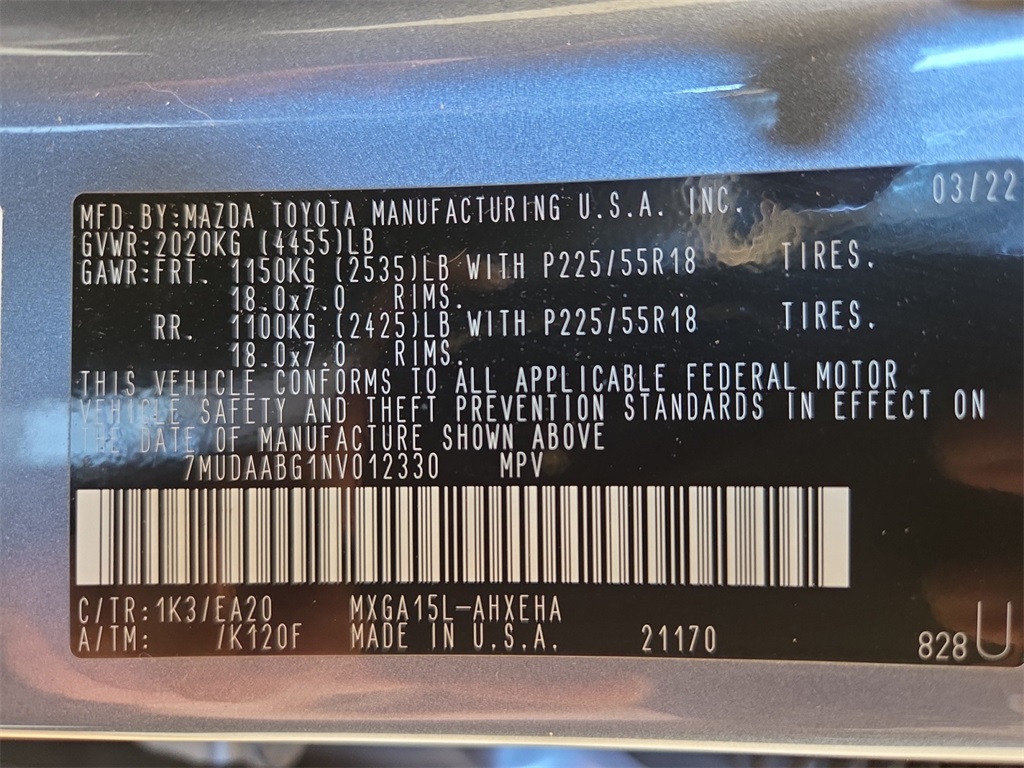 MFD.BY:MAZDA TOYOTA MANUFACTURING U.S.A. INC. 03/22
GVWR:2020KG (4455)LB
GAWR:FRT. 1150KG (2535)LB WITH P225/55R18 TIRES.
18.0x7.0 RIMS.
RR. 1100KG (2425)LB WITH P225/55R18 TIRES.
18.0x7.0 RIMS.
THIS VEHICLE CONFORMS TO ALL APPLICABLE FEDERAL MOTOR
VEHICLE SAFETY AND THEFT PREVENTION STANDARDS IN EFFECT ON
THE DATE OF MANUFACTURE SHOWN ABOVE
7MUDAABG1NV012330 MPV
C/TR:1K3/EA20 MXGA15L-AHXEHA
A/TM: /K120F MADE IN U.S.A. 21170 828 U